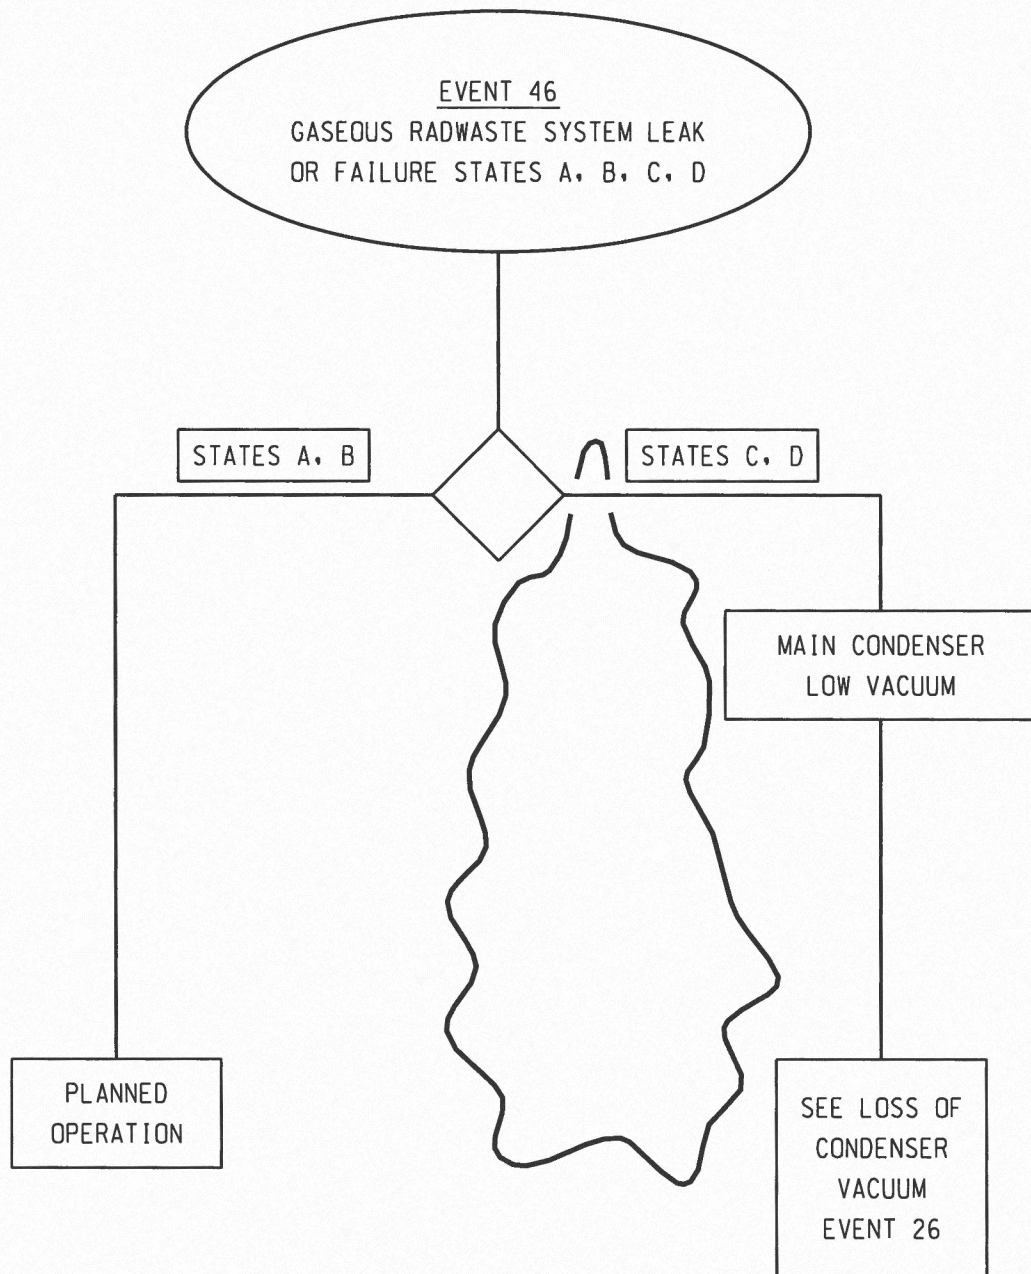 EVENT 46
GASEOUS RADWASTE SYSTEM LEAK
OR FAILURE STATES A, B, C, D
STATES A, B
STATES C, D
MAIN CONDENSER
LOW VACUUM
PLANNED
OPERATION
SEE LOSS OF
CONDENSER
VACUUM
EVENT 26